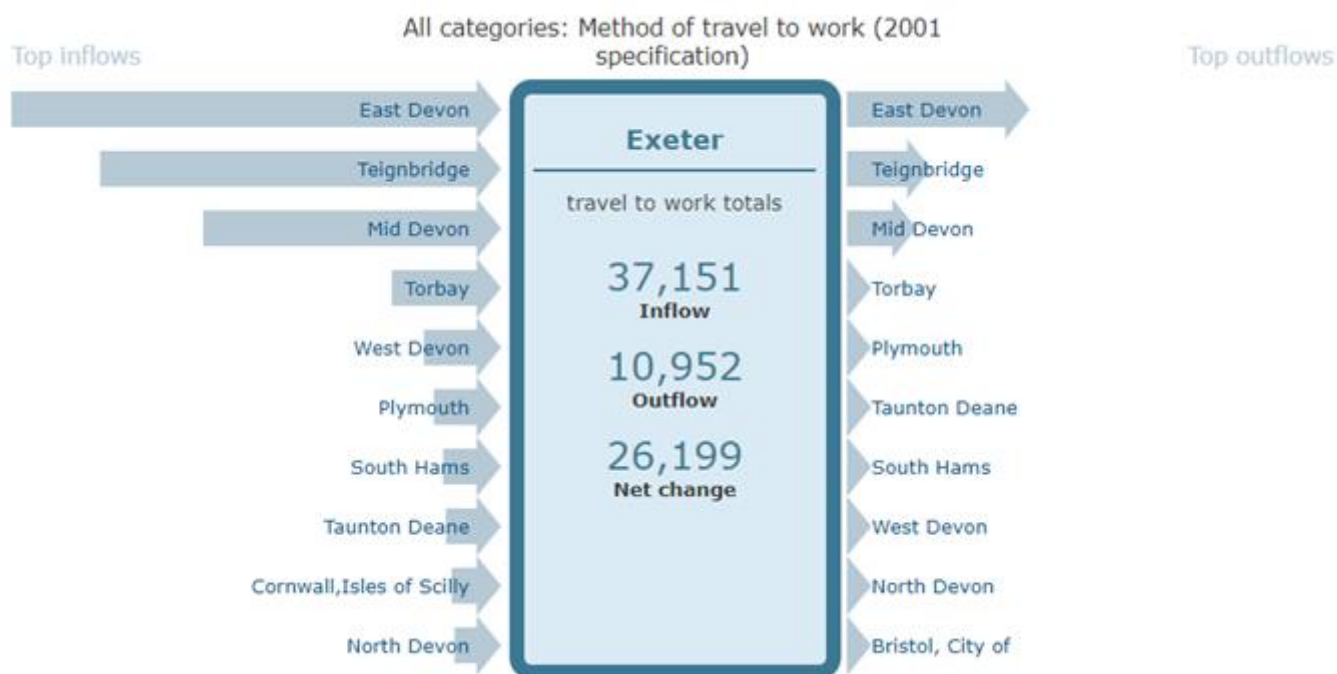 All categories: Method of travel to work (2001
specification)
Top inflows
Top outflows
East Devon
Teignbridge
Mid Devon
Torbay
West Devon
Plymouth
South Hams
Taunton Deane
Cornwall,Isles of Scilly
North Devon
Exeter
travel to work totals
37,151
Inflow
10,952
Outflow
26,199
Net change
East Devon
Teignbridge
Mid Devon
Torbay
Plymouth
Taunton Deane
South Hams
West Devon
North Devon
Bristol, City of